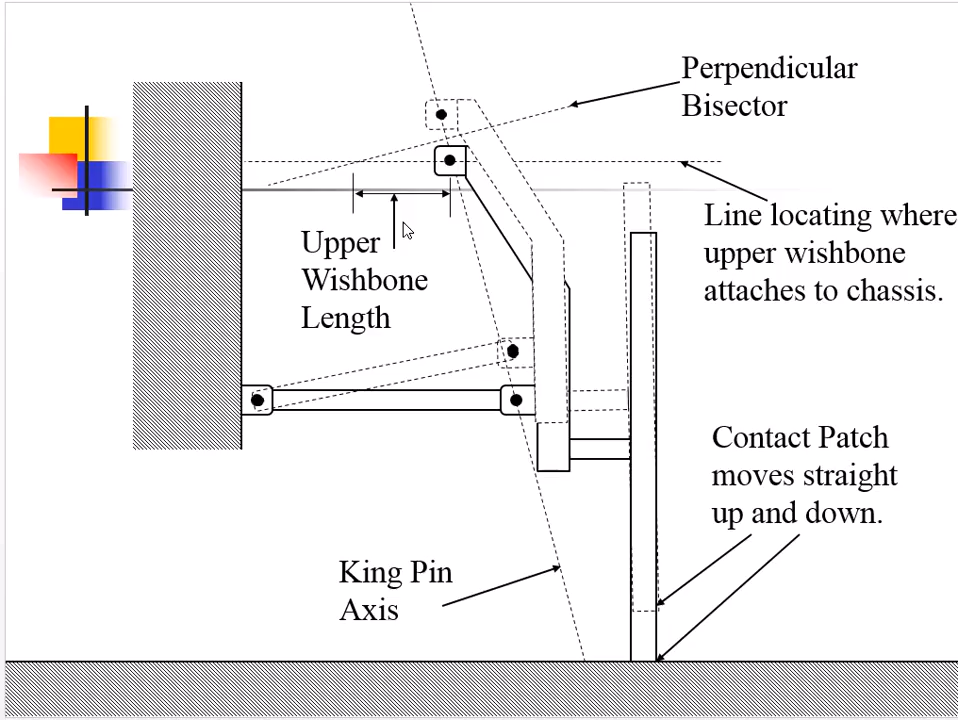 Perpendicular
Bisector
Line locating where
upper wishbone
attaches to chassis.
Upper
Wishbone
Length
Contact Patch
moves straight
up and down.
King Pin
Axis